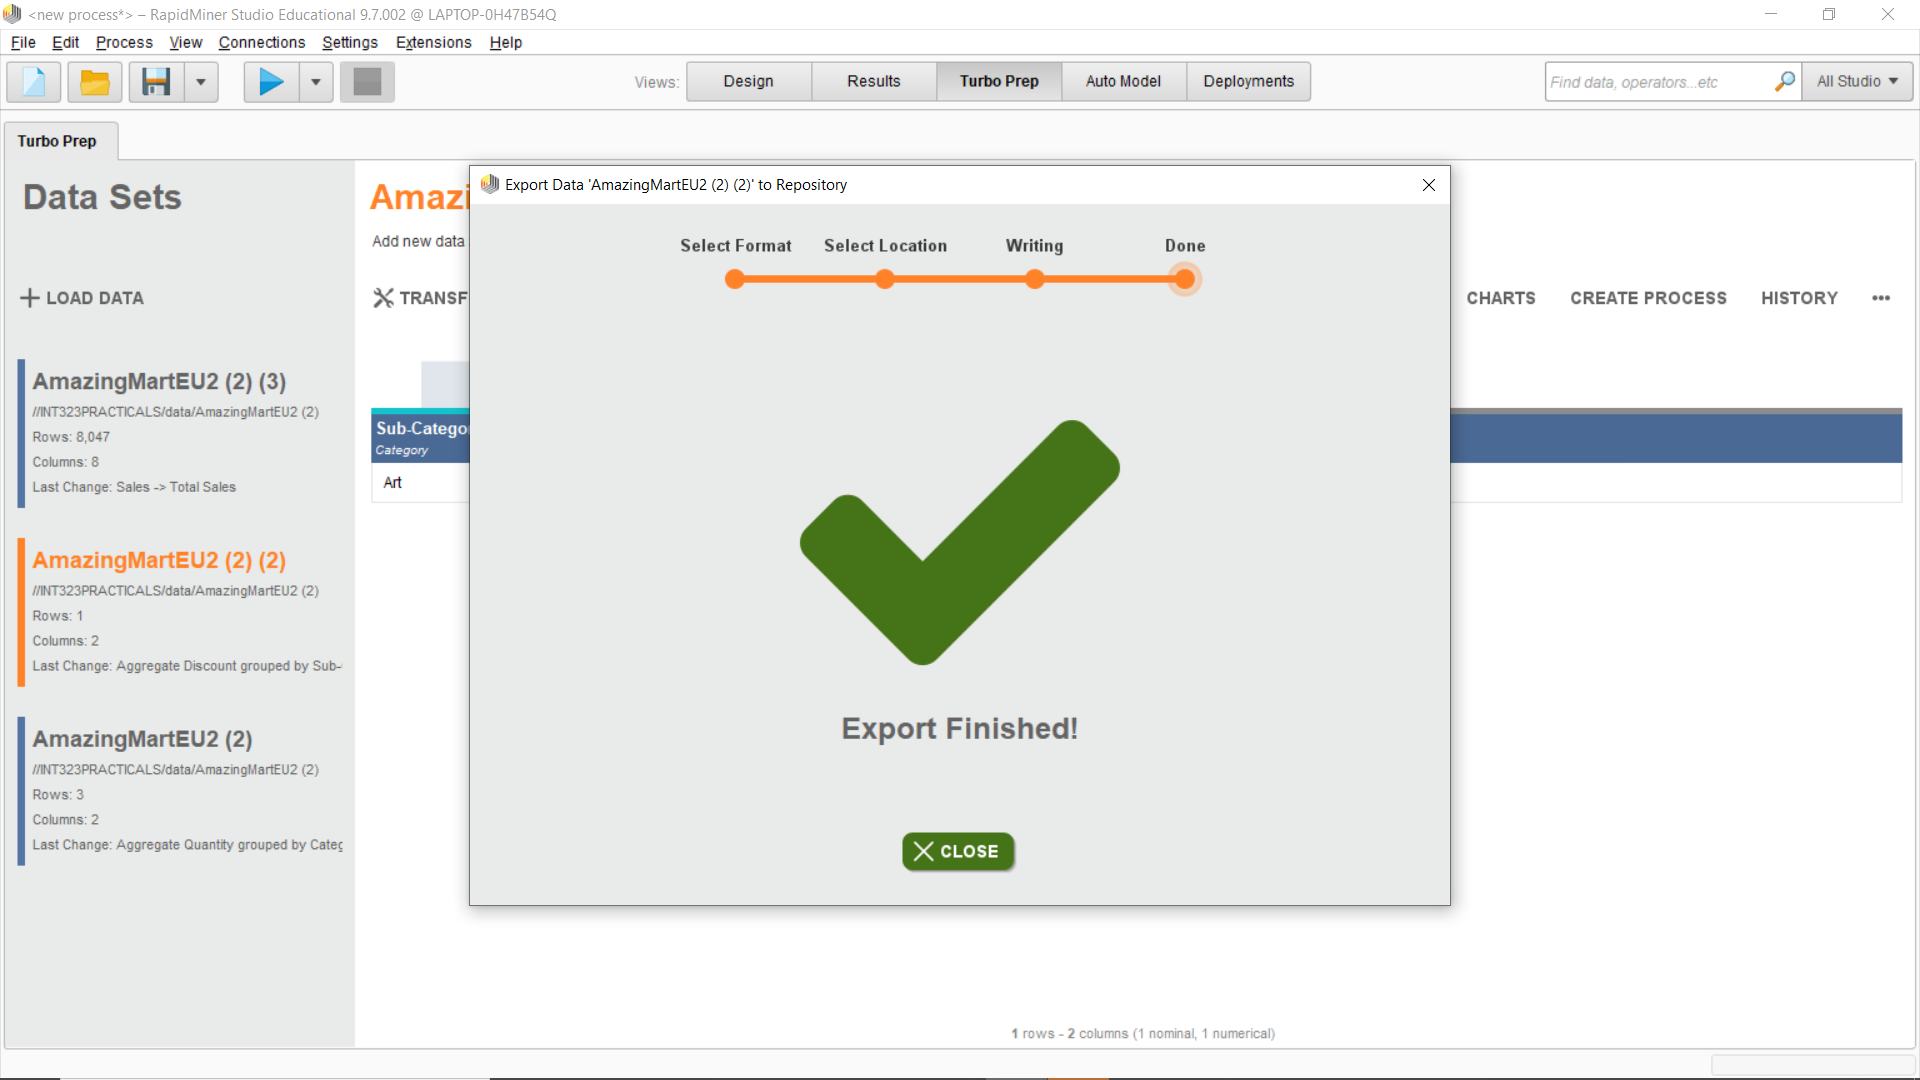 <new process*> – RapidMiner Studio Educational 9.7.002 @ LAPTOP-0H47B54Q
File Edit Process View Connections Settings Extensions Help
Views: Design Results Turbo Prep Auto Model Deployments
Find data, operators...etc All Studio
Turbo Prep
Data Sets
LOAD DATA
AmazingMartEU2 (2) (3)
//INT323PRACTICALS/data/AmazingMartEU2 (2)
Rows: 8,047
Columns: 8
Last Change: Sales -> Total Sales
AmazingMartEU2 (2) (2)
//INT323PRACTICALS/data/AmazingMartEU2 (2)
Rows: 1
Columns: 2
Last Change: Aggregate Discount grouped by Sub-
AmazingMartEU2 (2)
//INT323PRACTICALS/data/AmazingMartEU2 (2)
Rows: 3
Columns: 2
Last Change: Aggregate Quantity grouped by Categ
Amazi
Add new data
TRANSF
CHARTS CREATE PROCESS HISTORY •••
Sub-Catego
Category
Art
Export Data 'AmazingMartEU2 (2) (2)' to Repository
Select Format Select Location Writing Done
Export Finished!
CLOSE
1 rows - 2 columns (1 nominal, 1 numerical)